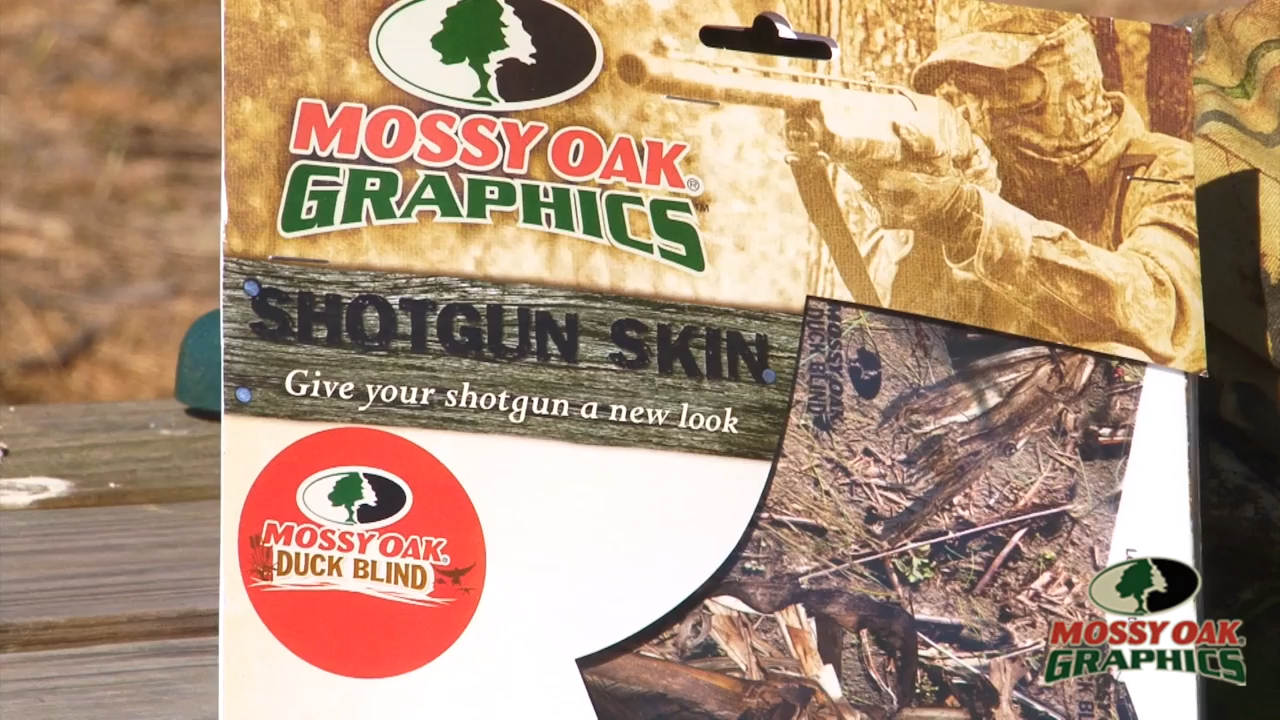 MOSSY OAK®
GRAPHICS™
SHOTGUN SKIN
Give your shotgun a new look
MOSSY OAK
DUCK BLIND
MOSSY OAK®
DUCK BLIND
MOSSY OAK®
GRAPHICS